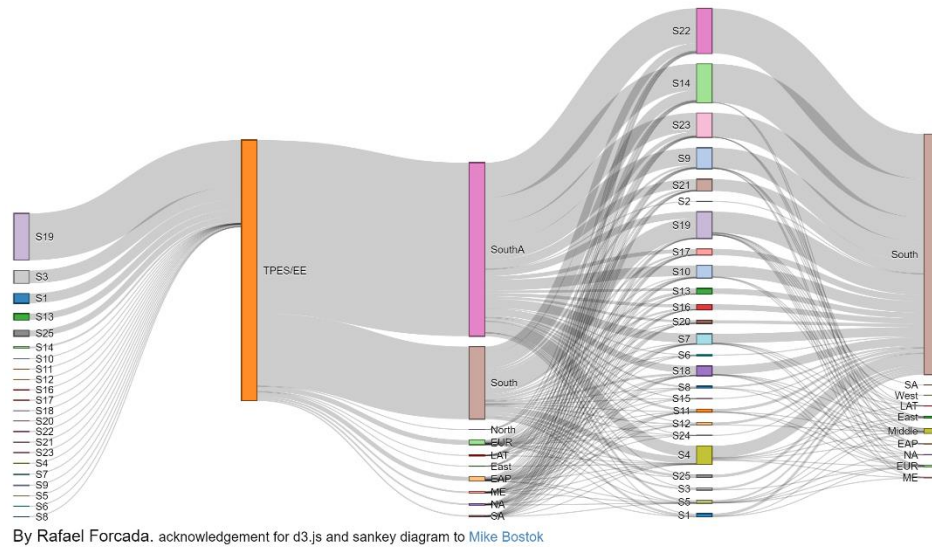 S19
S3
S1
S13
S25
S14
S10
S11
S12
S16
S17
S18
S20
S22
S21
S23
S4
S7
S9
S5
S6
S8
TPES/EE
SouthA
South
North
EUR
LAT
East
EAP
ME
NA
SA
S22
S14
S23
S9
S21
S2
S19
S17
S10
S13
S16
S20
S7
S6
S18
S8
S15
S11
S12
S24
S4
S25
S3
S5
S1
South
SA
West
LAT
East
Middle
EAP
NA
EUR
ME
By Rafael Forcada. acknowledgement for d3.js and sankey diagram to Mike Bostok